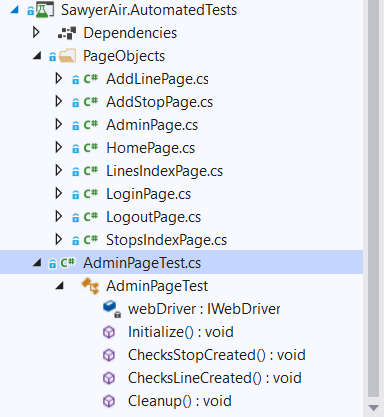 SawyerAir.AutomatedTests
Dependencies
PageObjects
C# AddLinePage.cs
C# AddStopPage.cs
C# AdminPage.cs
C# HomePage.cs
C# LinesIndexPage.cs
C# LoginPage.cs
C# LogoutPage.cs
C# StopsIndexPage.cs
C# AdminPageTest.cs
AdminPageTest
webDriver : IWebDriver
Initialize() : void
ChecksStopCreated() : void
ChecksLineCreated() : void
Cleanup() : void